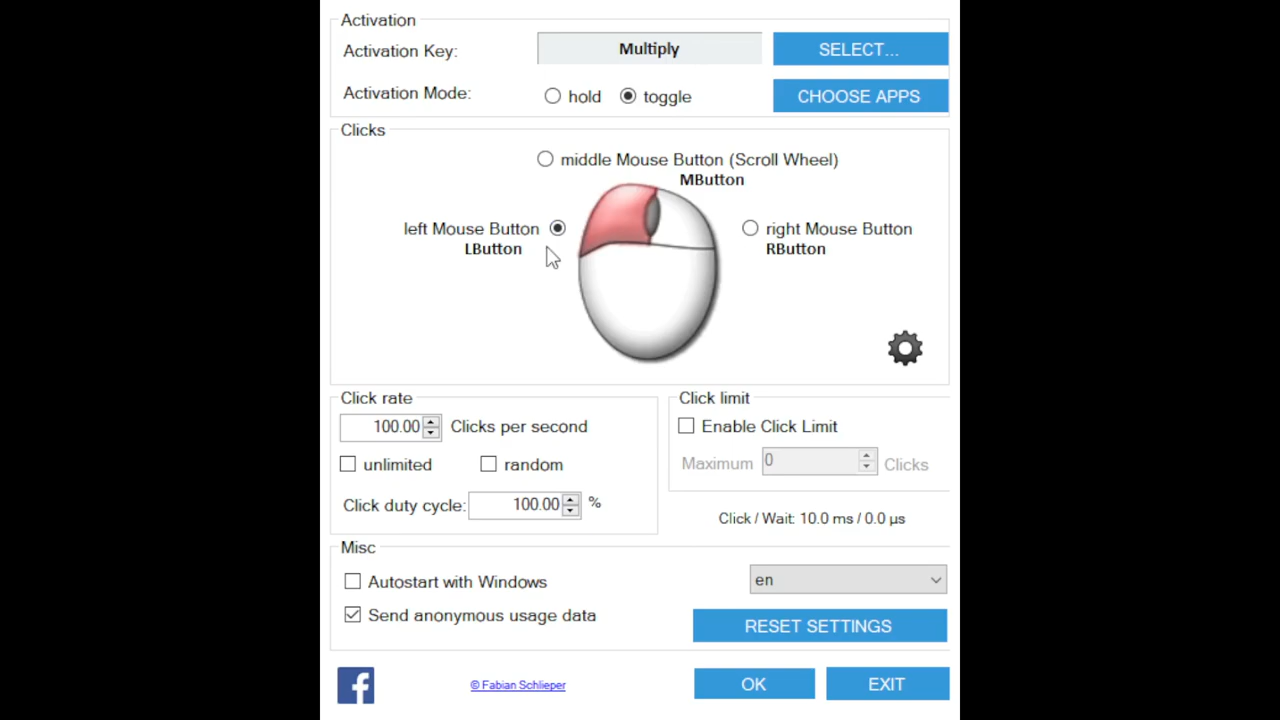 Activation
Activation Key:
Multiply
SELECT...
Activation Mode:
hold
toggle
CHOOSE APPS
Clicks
middle Mouse Button (Scroll Wheel)
MButton
left Mouse Button
LButton
right Mouse Button
RButton
Click rate
100.00 Clicks per second
unlimited
random
Click duty cycle: 100.00 %
Click limit
Enable Click Limit
Maximum 0 Clicks
Click / Wait: 10.0 ms / 0.0 µs
Misc
Autostart with Windows
en
Send anonymous usage data
RESET SETTINGS
f
© Fabian Schlieper
OK
EXIT